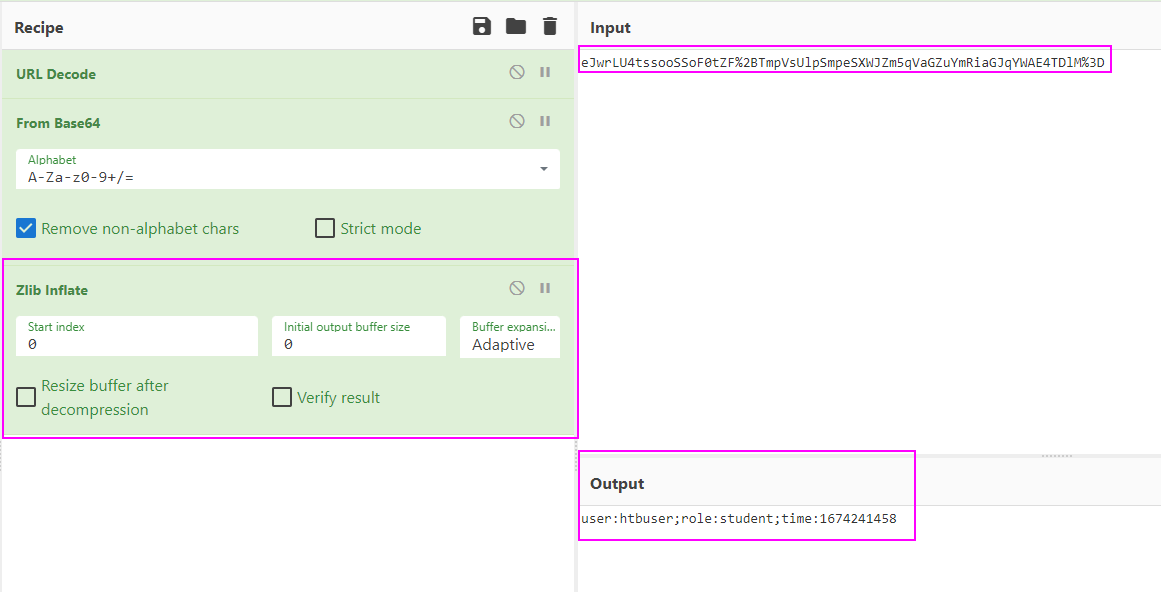 Recipe
URL Decode
From Base64
Alphabet
A-Za-z0-9+/=
Remove non-alphabet chars
Strict mode
Zlib Inflate
Start index
0
Initial output buffer size
0
Buffer expansi...
Adaptive
Resize buffer after
decompression
Verify result
Input
eJwrLU4tssooSSoF0tZF%2BTmpVsUlpSmpeSXWJZm5qVaGZuYmRiaGJqYWAE4TDlM%3D
Output
user:htbuser;role:student;time:1674241458